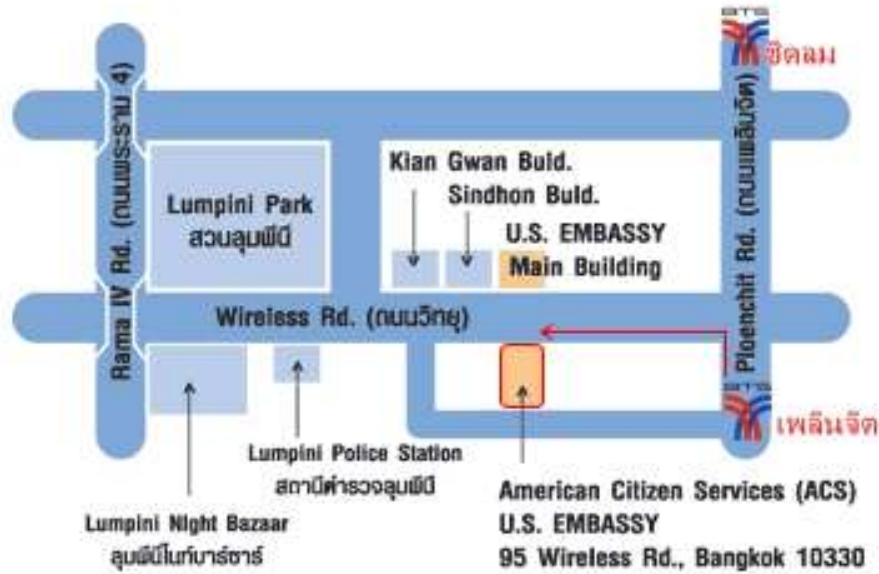 BTS
ชิดลม
Rama IV Rd. (ถนนพระราม 4)
Ploenchit Rd. (ถนนเพลินจิต)
Kian Gwan Buld.
Sindhon Buld.
Lumpini Park
สวนลุมพินี
U.S. EMBASSY
Main Building
Wireless Rd. (ถนนวิทยุ)
BTS
เพลินจิต
Lumpini Police Station
สถานีตำรวจลุมพินี
Lumpini Night Bazaar
ลุมพินีไนท์บาร์ซาร์
American Citizen Services (ACS)
U.S. EMBASSY
95 Wireless Rd., Bangkok 10330